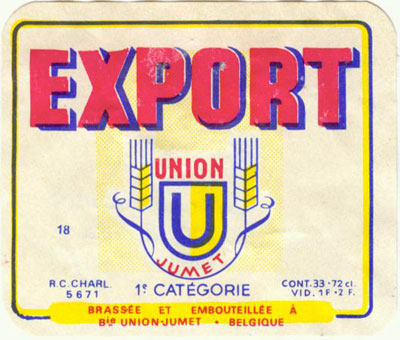 EXPORT
UNION
U
JUMET
18
R.C. CHARL.
5671
1e CATÉGORIE
CONT. 33 - 72 cl.
VID. 1F - 2 F.
BRASSÉE ET EMBOUTEILLÉE À
Bie UNION-JUMET • BELGIQUE